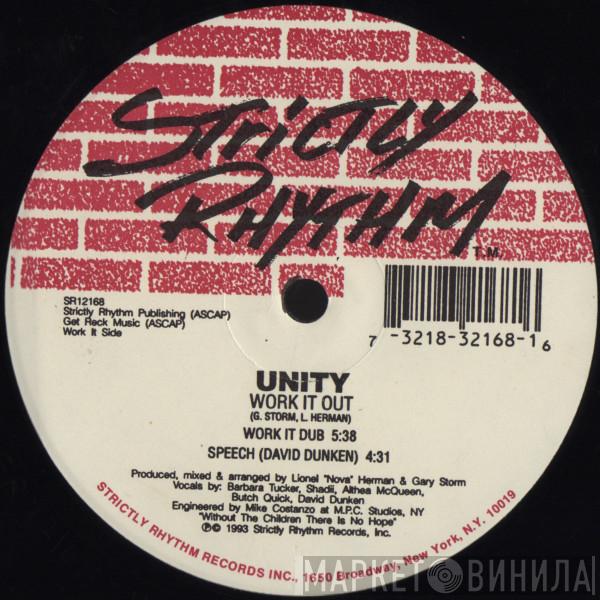 STRICTLY
RHYTHM
T.M.
SR12168
Strictly Rhythm Publishing (ASCAP)
Get Reck Music (ASCAP)
Work It Side
7 -3218-32168-1 6
UNITY
WORK IT OUT
(G. STORM, L. HERMAN)
WORK IT DUB 5:38
SPEECH (DAVID DUNKEN) 4:31
Produced, mixed & arranged by Lionel "Nova" Herman & Gary Storm
Vocals by: Barbara Tucker, Shadii, Althea McQueen,
Butch Quick, David Dunken
Engineered by Mike Costanzo at M.P.C. Studios, NY
"Without The Children There Is No Hope"
℗© 1993 Strictly Rhythm Records, Inc.
STRICTLY RHYTHM RECORDS INC., 1650 Broadway, New York, N.Y. 10019
МАРКЕТ ВИНИЛА